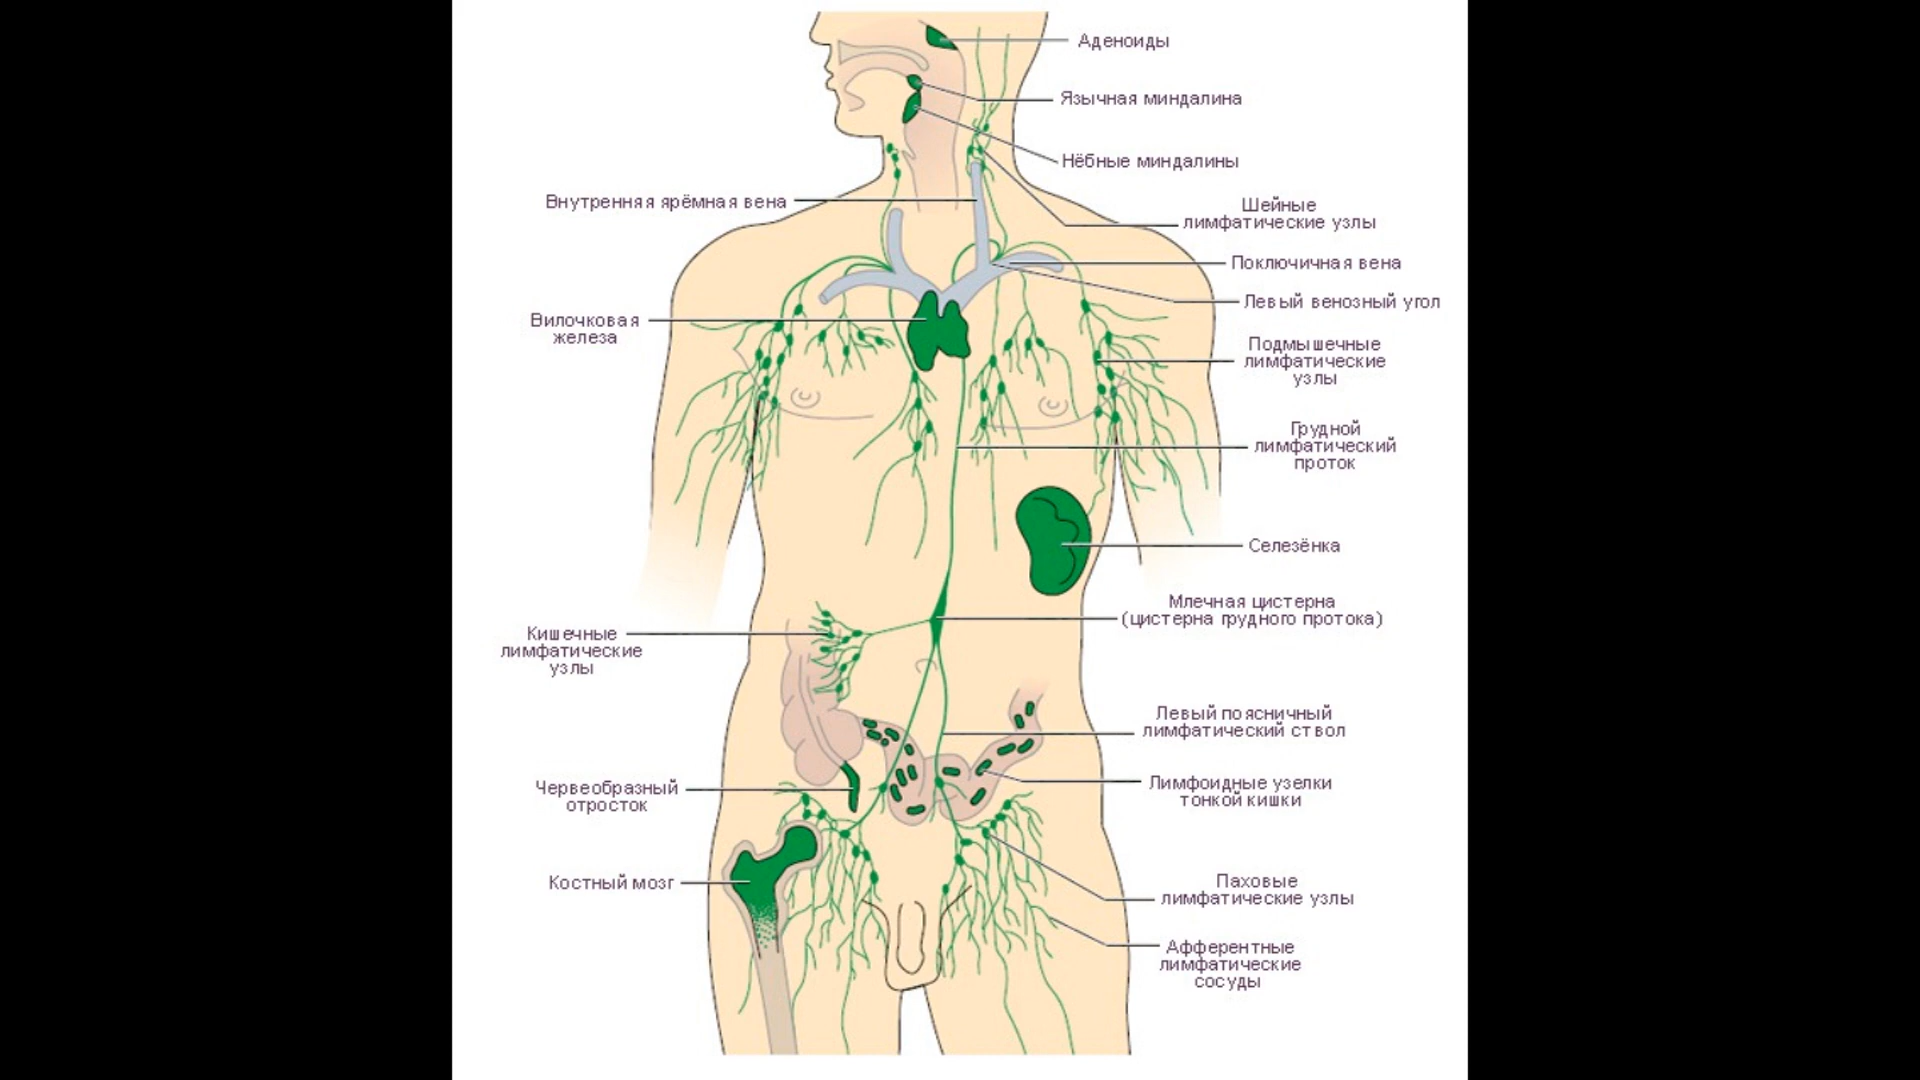 Аденоиды
Язычная миндалина
Нёбные миндалины
Внутренняя ярёмная вена
Шейные
лимфатические узлы
Поключичная вена
Левый венозный угол
Вилочковая
железа
Подмышечные
лимфатические
узлы
Грудной
лимфатический
проток
Селезёнка
Млечная цистерна
(цистерна грудного протока)
Кишечные
лимфатические
узлы
Левый поясничный
лимфатический ствол
Червеобразный
отросток
Лимфоидные узелки
тонкой кишки
Костный мозг
Паховые
лимфатические узлы
Афферентные
лимфатические
сосуды